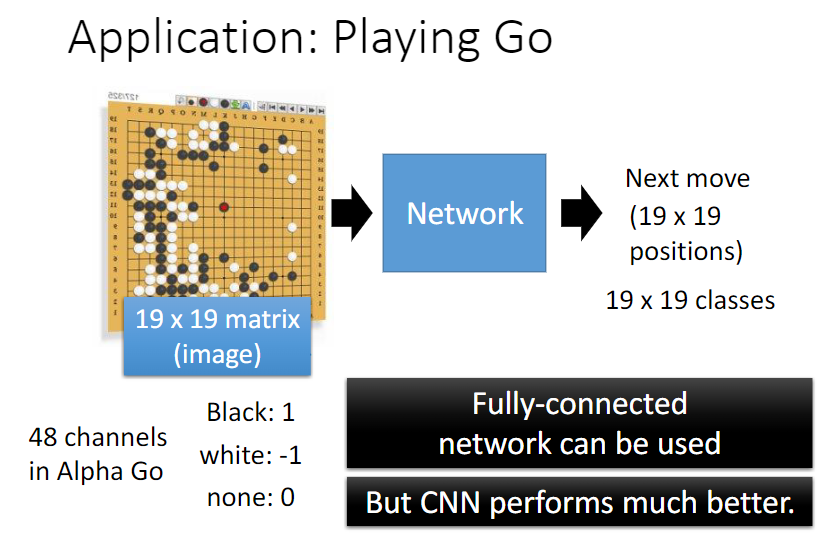 Application: Playing Go
127/325
Network
Next move
(19 x 19
positions)
19 x 19 classes
19 x 19 matrix
(image)
48 channels
in Alpha Go
Black: 1
white: -1
none: 0
Fully-connected
network can be used
But CNN performs much better.